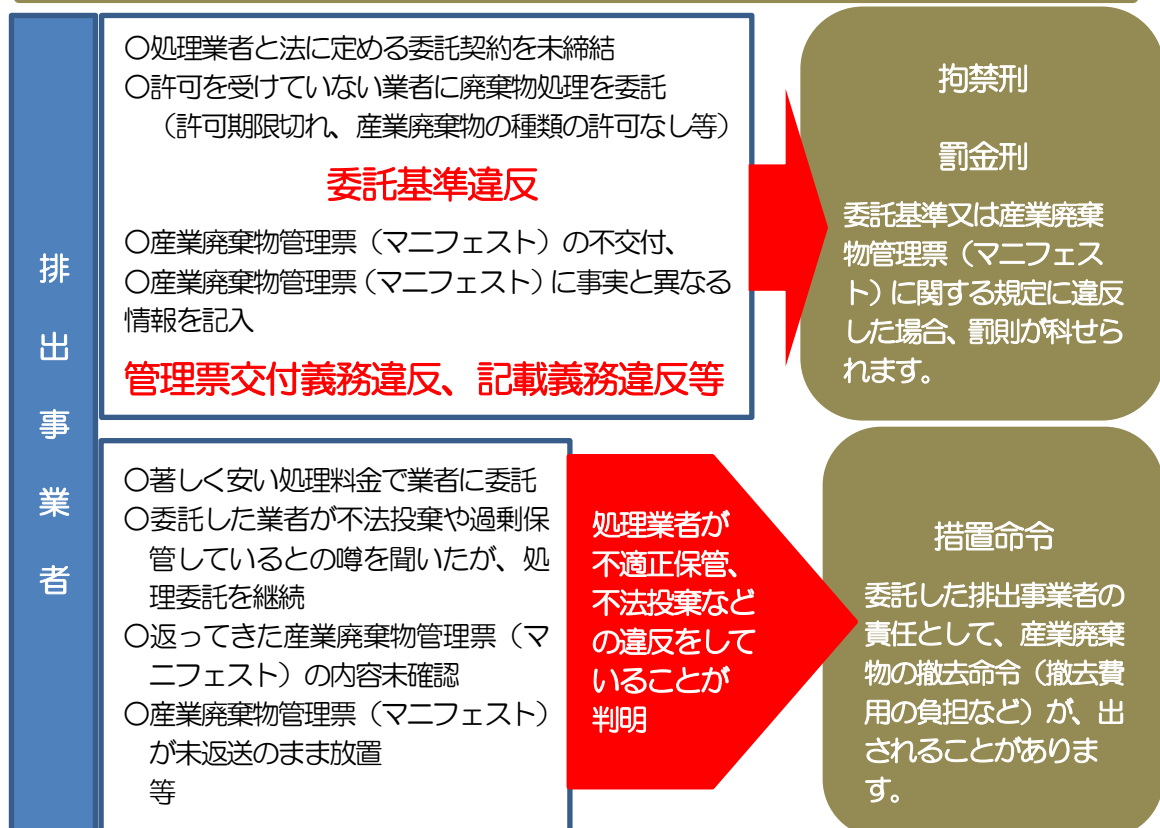 排出事業者
〇処理業者と法に定める委託契約を未締結
〇許可を受けていない業者に廃棄物処理を委託
（許可期限切れ、産業廃棄物の種類の許可なし等）
委託基準違反
〇産業廃棄物管理票（マニフェスト）の不交付、
〇産業廃棄物管理票（マニフェスト）に事実と異なる
情報を記入
管理票交付義務違反、記載義務違反等
拘禁刑
罰金刑
委託基準又は産業廃棄
物管理票（マニフェス
ト）に関する規定に違反
した場合、罰則が科せら
れます。
〇著しく安い処理料金で業者に委託
〇委託した業者が不法投棄や過剰保
管しているとの噂を聞いたが、処
理委託を継続
〇返ってきた産業廃棄物管理票（マ
ニフェスト）の内容未確認
〇産業廃棄物管理票（マニフェスト）
が未返送のまま放置
等
処理業者が
不適正保管、
不法投棄など
の違反をして
いることが
判明
措置命令
委託した排出事業者の
責任として、産業廃棄
物の撤去命令（撤去費
用の負担など）が、出
されることがありま
す。